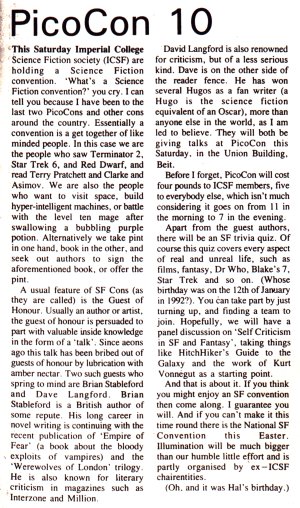 PicoCon 10
This Saturday Imperial College
Science Fiction society (ICSF) are
holding a Science Fiction
convention. 'What's a Science
Fiction convention?' you cry. I can
tell you because I have been to the
last two PicoCons and other cons
around the country. Essentially a
convention is a get together of like
minded people. In this case we are
the people who saw Terminator 2,
Star Trek 6, and Red Dwarf, and
read Terry Pratchett and Clarke and
Asimov. We are also the people
who want to visit space, build
hyper-intelligent machines, or battle
with the level ten mage after
swallowing a bubbling purple
potion. Alternatively we take pint
in one hand, book in the other, and
seek out authors to sign the
aforementioned book, or offer the
pint.
A usual feature of SF Cons (as
they are called) is the Guest of
Honour. Usually an author or artist,
the guest of honour is persuaded to
part with valuable inside knowledge
in the form of a 'talk'. Since aeons
ago this talk has been bribed out of
guests of honour by lubrication with
amber nectar. Two such guests who
spring to mind are Brian Stableford
and Dave Langford. Brian
Stableford is a British author of
some repute. His long career in
novel writing is continuing with the
recent publication of 'Empire of
Fear' (a book about the bloody
exploits of vampires) and the
'Werewolves of London' trilogy.
He is also known for literary
criticism in magazines such as
Interzone and Million.
David Langford is also renowned
for criticism, but of a less serious
kind. Dave is on the other side of
the reader fence. He has won
several Hugos as a fan writer (a
Hugo is the science fiction
equivalent of an Oscar), more than
anyone else in the world, as I am
led to believe. They will both be
giving talks at PicoCon this
Saturday, in the Union Building,
Beit.
Before I forget, PicoCon will cost
four pounds to ICSF members, five
to everybody else, which isn't much
considering it goes on from 11 in
the morning to 7 in the evening.
Apart from the guest authors,
there will be an SF trivia quiz. Of
course this quiz covers every aspect
of real and unreal life, such as
films, fantasy, Dr Who, Blake's 7,
Star Trek and so on. (Whose
birthday was on the 12th of January
in 1992?). You can take part by just
turning up, and finding a team to
join. Hopefully, we will have a
panel discussion on 'Self Criticism
in SF and Fantasy', taking things
like HitchHiker's Guide to the
Galaxy and the work of Kurt
Vonnegut as a starting point.
And that is about it. If you think
you might enjoy an SF convention
then come along. I guarantee you
will. And if you can't make it this
time round there is the National SF
Convention this Easter.
Illumination will be much bigger
than our humble little effort and is
partly organised by ex-ICSF
chairentities.
(Oh, and it was Hal's birthday.)